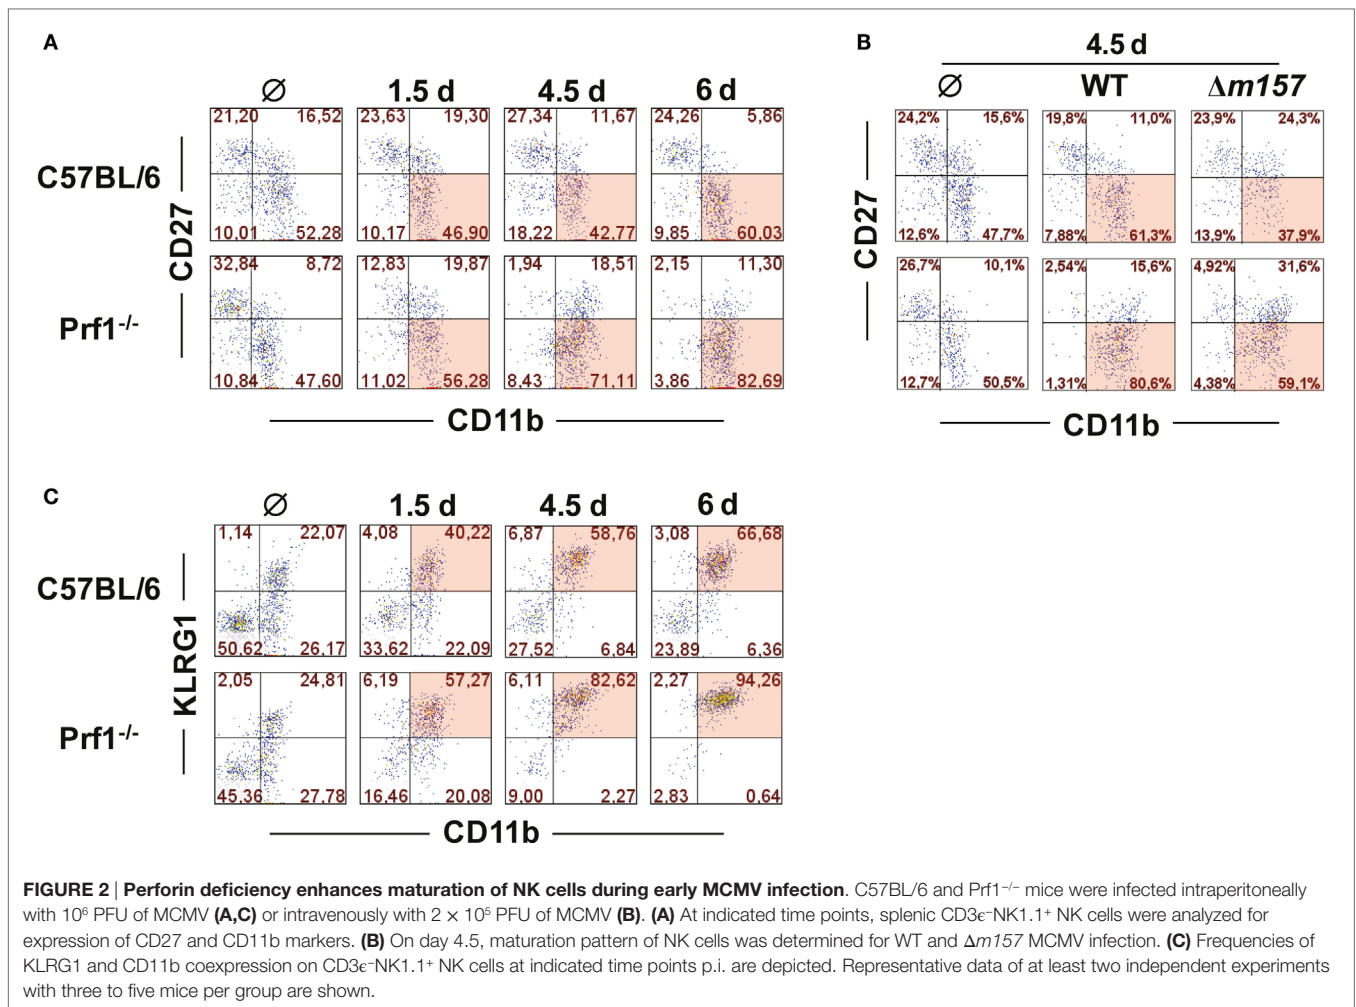 A
Ø 1.5 d 4.5 d 6 d
21,20 16,52 23,63 19,30 27,34 11,67 24,26 5,86
C57BL/6
10,01 52,28 10,17 46,90 18,22 42,77 9,85 60,03
CD27
32,84 8,72 12,83 19,87 1,94 18,51 2,15 11,30
Prf1-/-
10,84 47,60 11,02 56,28 8,43 71,11 3,86 82,69
CD11b
B
4.5 d
Ø WT Δm157
24,2% 15,6% 19,8% 11,0% 23,9% 24,3%
12,6% 47,7% 7,88% 61,3% 13,9% 37,9%
CD27
26,7% 10,1% 2,54% 15,6% 4,92% 31,6%
12,7% 50,5% 1,31% 80,6% 4,38% 59,1%
CD11b
C
Ø 1.5 d 4.5 d 6 d
1,14 22,07 4,08 40,22 6,87 58,76 3,08 66,68
C57BL/6
50,62 26,17 33,62 22,09 27,52 6,84 23,89 6,36
KLRG1
2,05 24,81 6,19 57,27 6,11 82,62 2,27 94,26
Prf1-/-
45,36 27,78 16,46 20,08 9,00 2,27 2,83 0,64
CD11b
FIGURE 2 | Perforin deficiency enhances maturation of NK cells during early MCMV infection. C57BL/6 and Prf1−/− mice were infected intraperitoneally
with 10⁶ PFU of MCMV (A,C) or intravenously with 2 × 10⁵ PFU of MCMV (B). (A) At indicated time points, splenic CD3ϵ−NK1.1+ NK cells were analyzed for
expression of CD27 and CD11b markers. (B) On day 4.5, maturation pattern of NK cells was determined for WT and Δm157 MCMV infection. (C) Frequencies of
KLRG1 and CD11b coexpression on CD3ϵ−NK1.1+ NK cells at indicated time points p.i. are depicted. Representative data of at least two independent experiments
with three to five mice per group are shown.